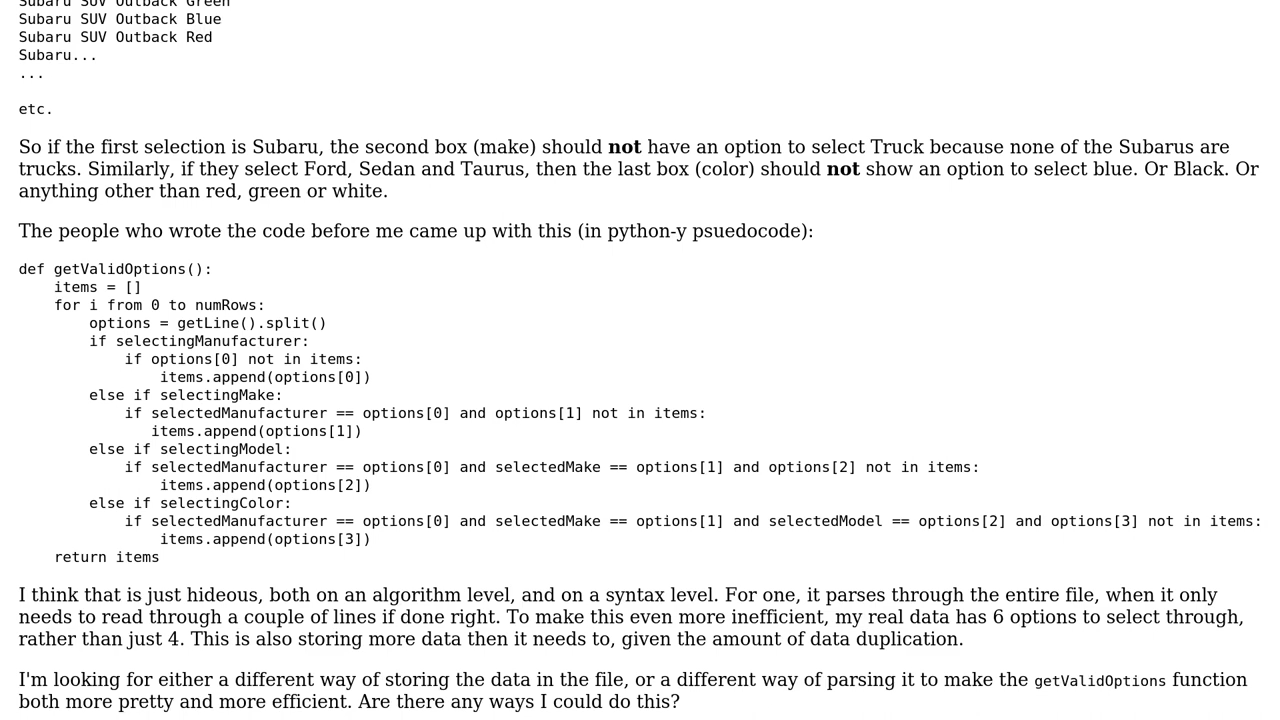 Subaru SUV Outback Green
Subaru SUV Outback Blue
Subaru SUV Outback Red
Subaru...
...
etc.
So if the first selection is Subaru, the second box (make) should not have an option to select Truck because none of the Subarus are
trucks. Similarly, if they select Ford, Sedan and Taurus, then the last box (color) should not show an option to select blue. Or Black. Or
anything other than red, green or white.
The people who wrote the code before me came up with this (in python-y psuedocode):
def getValidOptions():
    items = []
    for i from 0 to numRows:
        options = getLine().split()
        if selectingManufacturer:
            if options[0] not in items:
                items.append(options[0])
        else if selectingMake:
            if selectedManufacturer == options[0] and options[1] not in items:
               items.append(options[1])
        else if selectingModel:
            if selectedManufacturer == options[0] and selectedMake == options[1] and options[2] not in items:
                items.append(options[2])
        else if selectingColor:
            if selectedManufacturer == options[0] and selectedMake == options[1] and selectedModel == options[2] and options[3] not in items:
                items.append(options[3])
    return items
I think that is just hideous, both on an algorithm level, and on a syntax level. For one, it parses through the entire file, when it only
needs to read through a couple of lines if done right. To make this even more inefficient, my real data has 6 options to select through,
rather than just 4. This is also storing more data then it needs to, given the amount of data duplication.
I'm looking for either a different way of storing the data in the file, or a different way of parsing it to make the getValidOptions function
both more pretty and more efficient. Are there any ways I could do this?